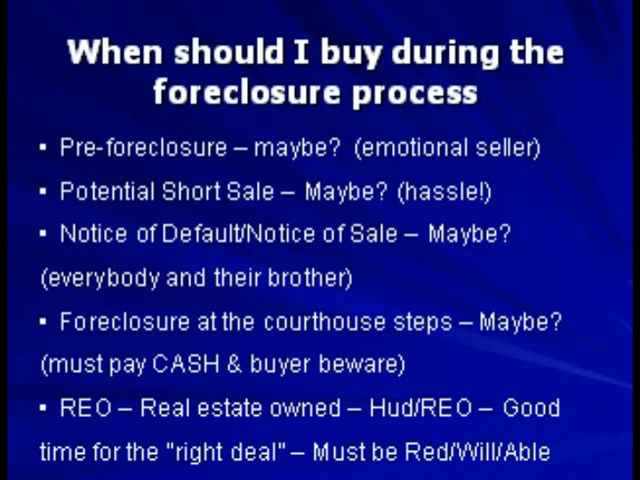 When should I buy during the
foreclosure process
▪ Pre-foreclosure – maybe? (emotional seller)
▪ Potential Short Sale – Maybe? (hassle!)
▪ Notice of Default/Notice of Sale – Maybe?
(everybody and their brother)
▪ Foreclosure at the courthouse steps – Maybe?
(must pay CASH & buyer beware)
▪ REO – Real estate owned – Hud/REO – Good
time for the "right deal" – Must be Red/Will/Able